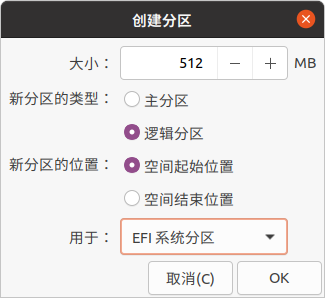 创建分区
大小： 512 MB
新分区的类型： 主分区
逻辑分区
新分区的位置： 空间起始位置
空间结束位置
用于： EFI 系统分区
取消(C) OK